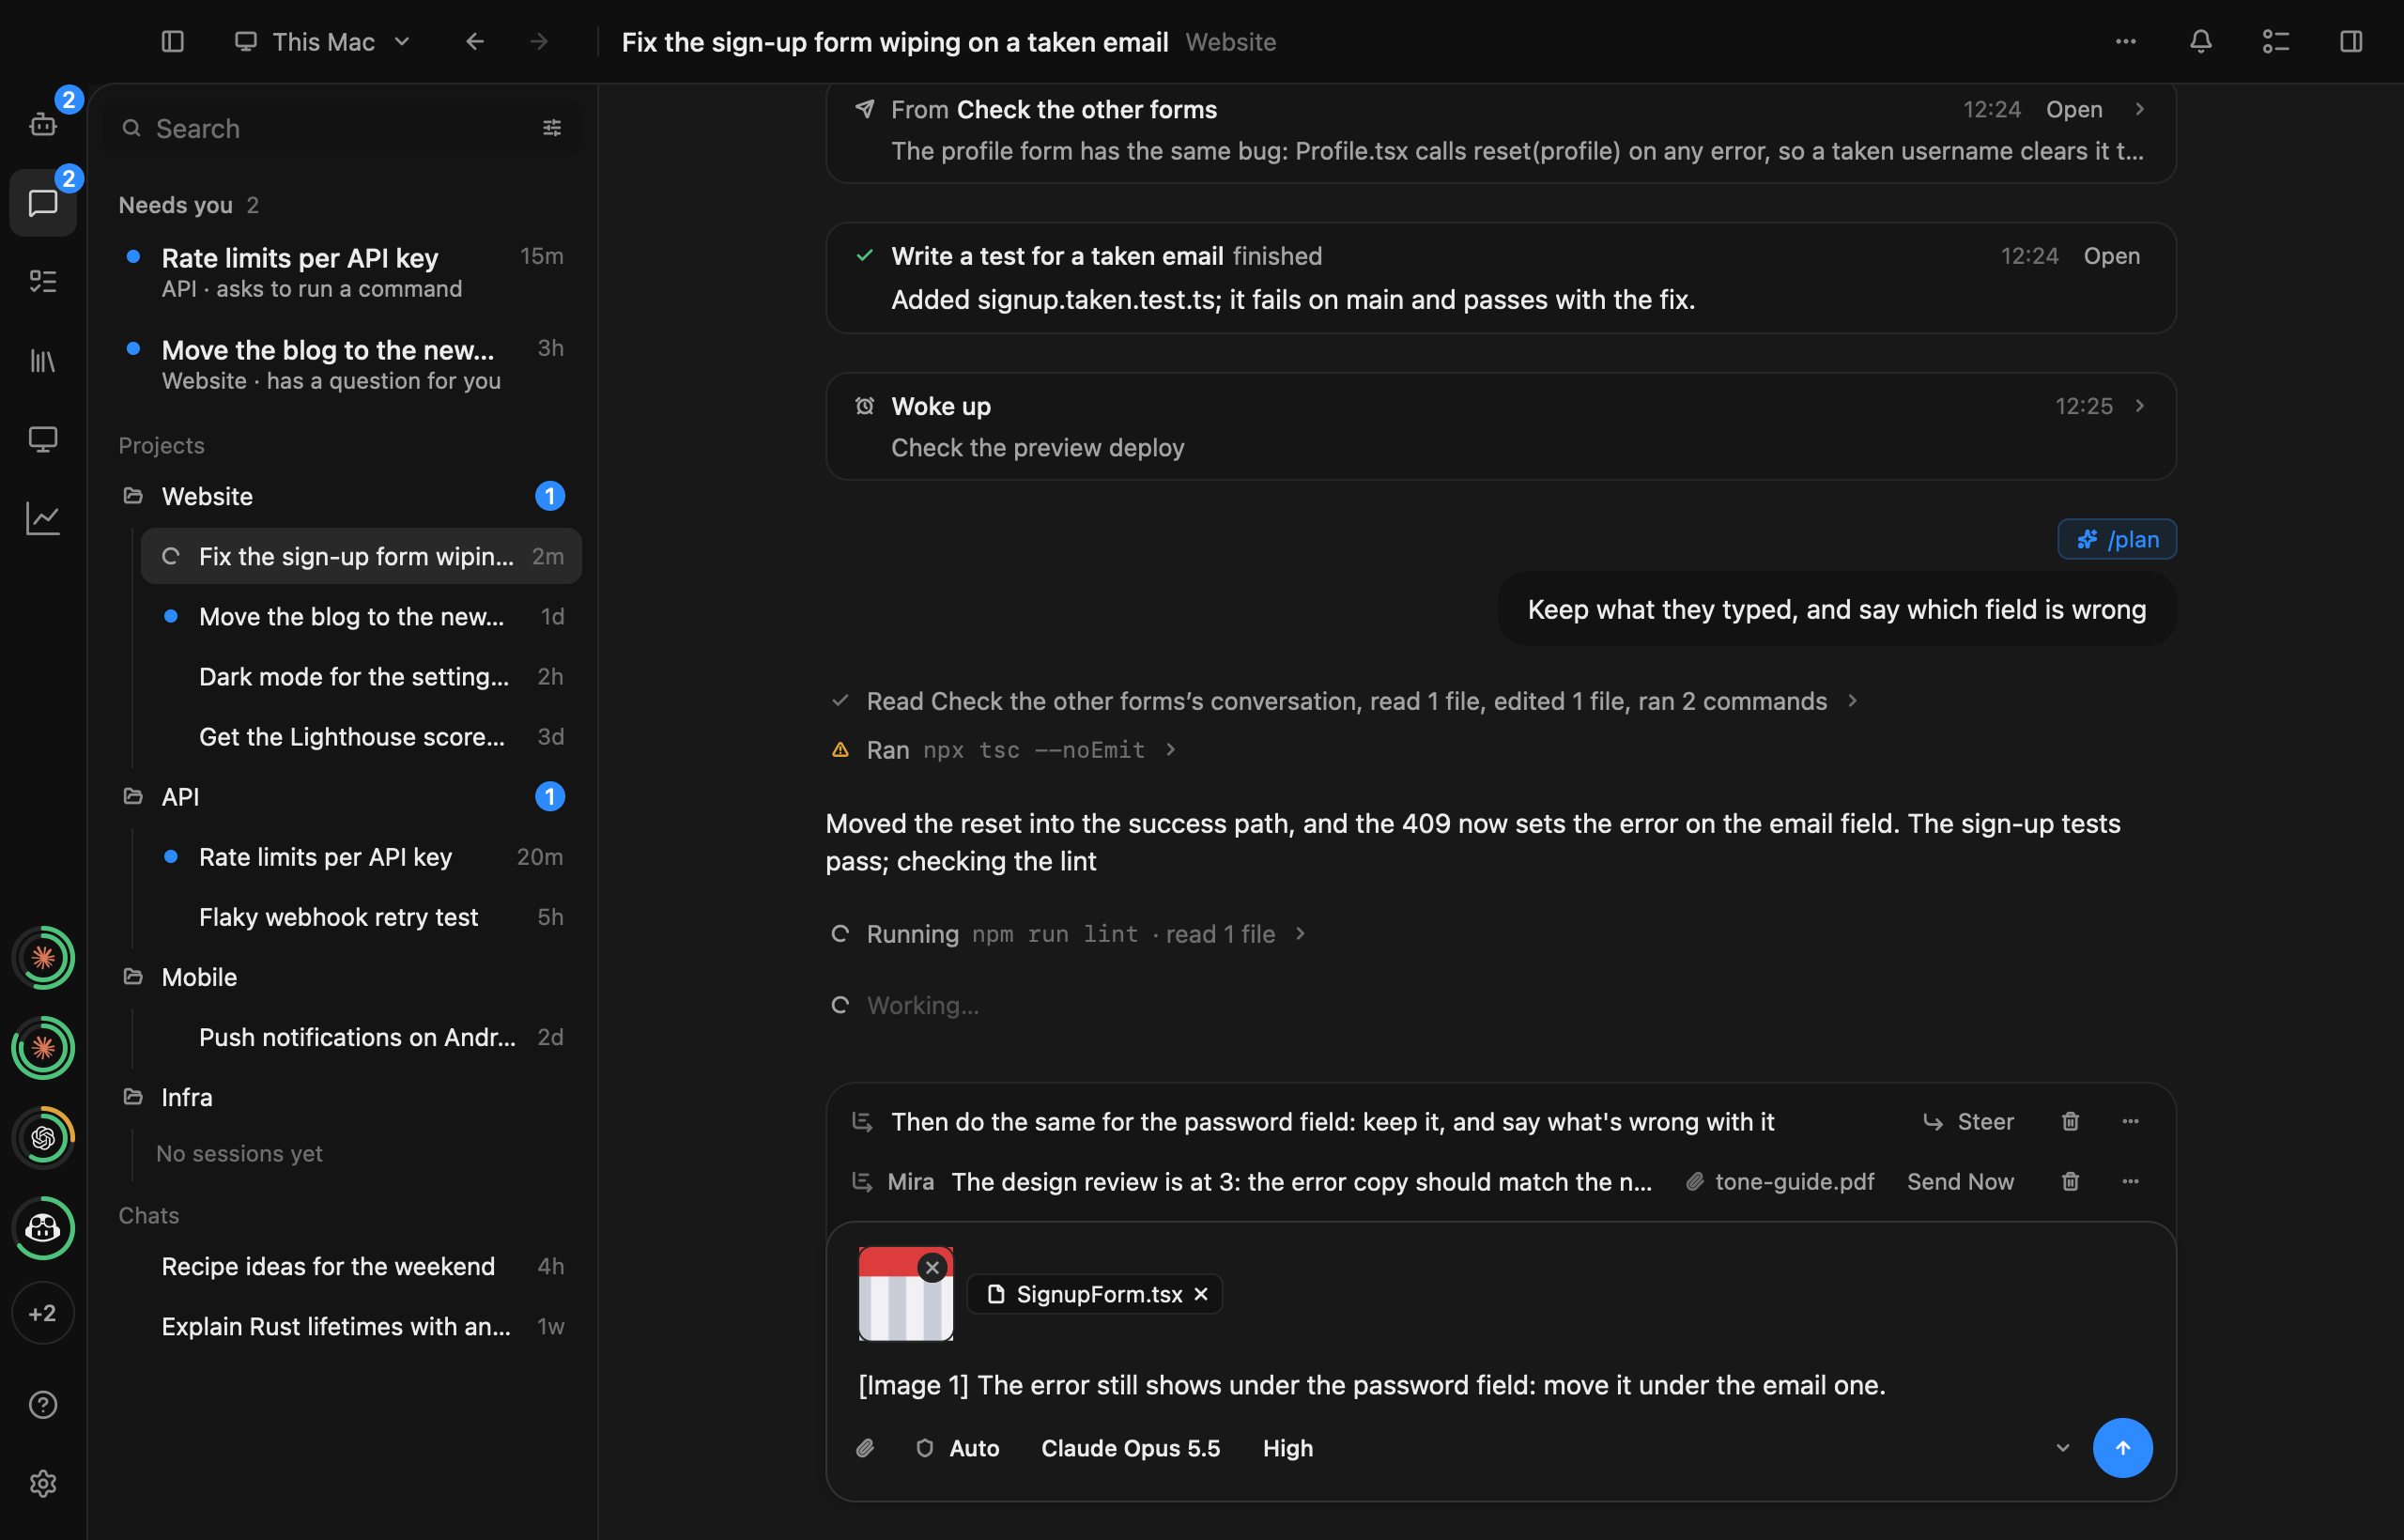 This Mac
Fix the sign-up form wiping on a taken email Website
2
2
Search
Needs you 2
Rate limits per API key 15m
API · asks to run a command
Move the blog to the new... 3h
Website · has a question for you
Projects
Website 1
Fix the sign-up form wipin... 2m
Move the blog to the new... 1d
Dark mode for the setting... 2h
Get the Lighthouse score... 3d
API 1
Rate limits per API key 20m
Flaky webhook retry test 5h
Mobile
Push notifications on Andr... 2d
Infra
No sessions yet
Chats
Recipe ideas for the weekend 4h
Explain Rust lifetimes with an... 1w
+2
From Check the other forms 12:24 Open
The profile form has the same bug: Profile.tsx calls reset(profile) on any error, so a taken username clears it t...
Write a test for a taken email finished 12:24 Open
Added signup.taken.test.ts; it fails on main and passes with the fix.
Woke up 12:25
Check the preview deploy
/plan
Keep what they typed, and say which field is wrong
Read Check the other forms’s conversation, read 1 file, edited 1 file, ran 2 commands
Ran npx tsc --noEmit
Moved the reset into the success path, and the 409 now sets the error on the email field. The sign-up tests
pass; checking the lint
Running npm run lint · read 1 file
Working...
Then do the same for the password field: keep it, and say what's wrong with it Steer
Mira The design review is at 3: the error copy should match the n... tone-guide.pdf Send Now
SignupForm.tsx
[Image 1] The error still shows under the password field: move it under the email one.
Auto Claude Opus 5.5 High